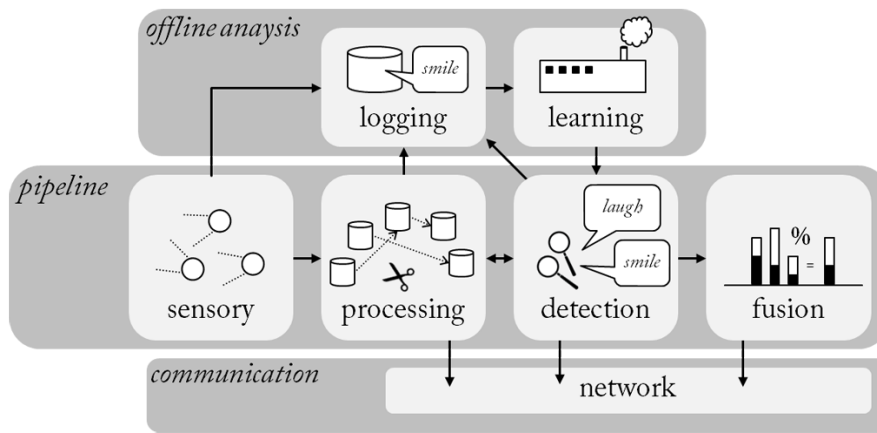 offline anaysis
smile
logging
learning
pipeline
sensory
processing
laugh
smile
detection
%
=
fusion
communication
network